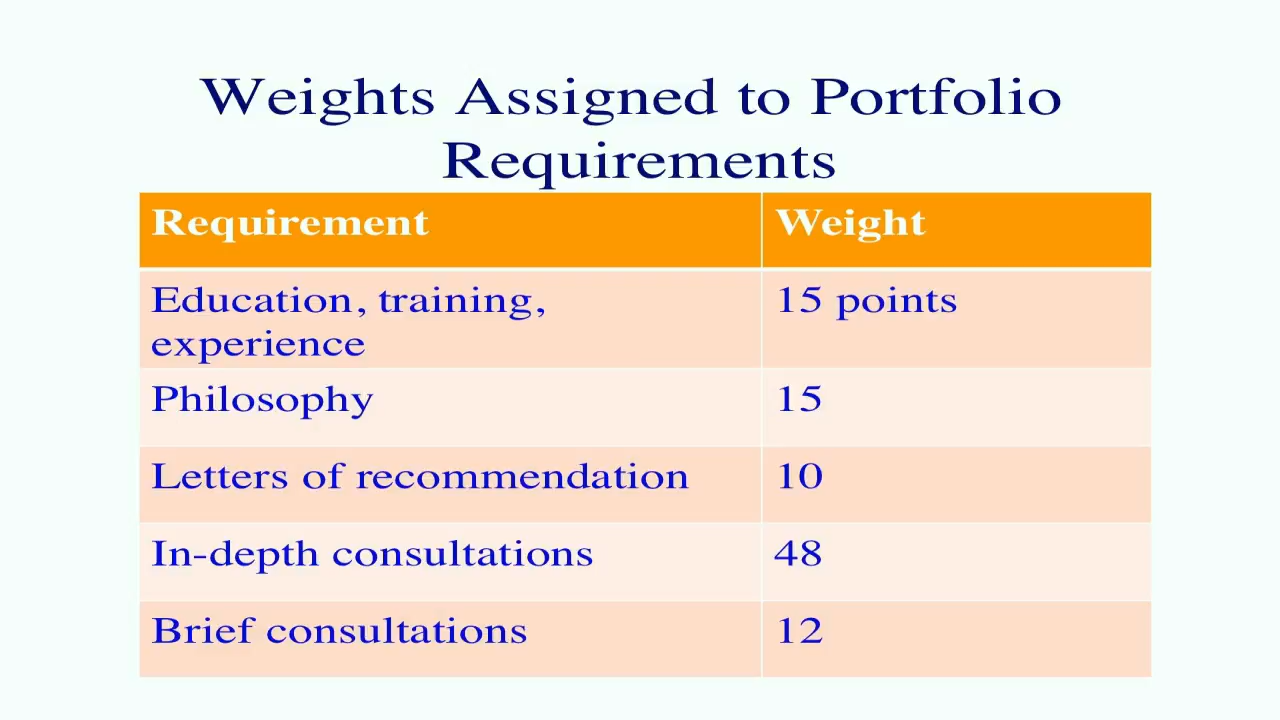 Weights Assigned to Portfolio
Requirements
Requirement Weight
Education, training, 15 points
experience
Philosophy 15
Letters of recommendation 10
In-depth consultations 48
Brief consultations 12